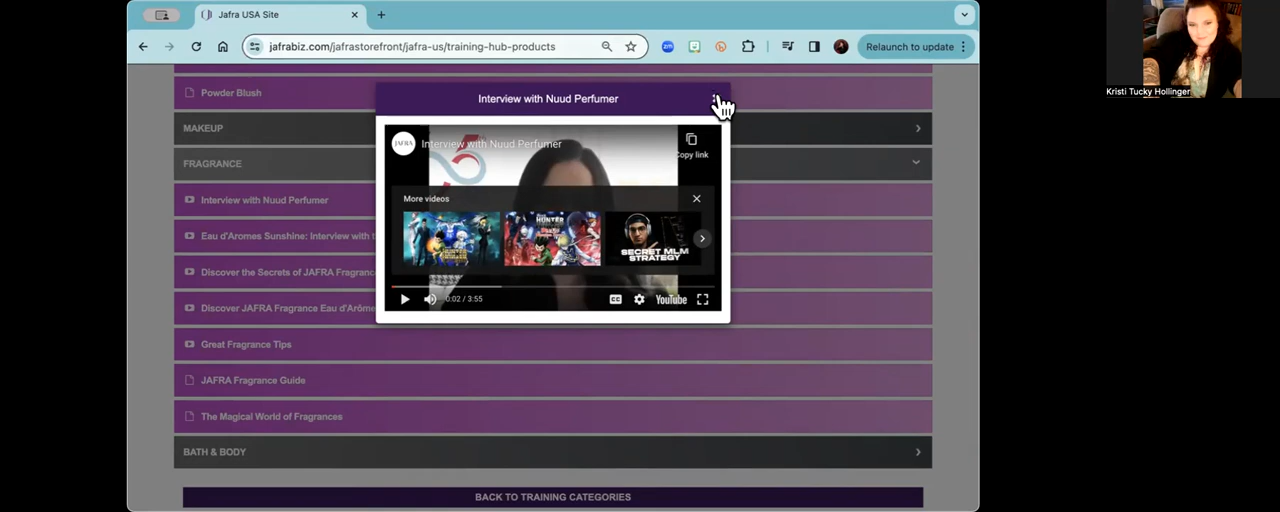 Jafra USA Site
jafrabiz.com/jafrastorefront/jafra-us/training-hub-products
Relaunch to update
Kristi Tucky Hollinger
Powder Blush
Interview with Nuud Perfumer
MAKEUP
JAFRA
Interview with Nuud Perfumer
Copy link
FRAGRANCE
More videos
Interview with Nuud Perfumer
Eau d'Aromes Sunshine: Interview with t
SECRET MLM
STRATEGY
Discover the Secrets of JAFRA Fragranc
0:02 / 3:55
CC
YouTube
Discover JAFRA Fragrance Eau d'Arôme
Great Fragrance Tips
JAFRA Fragrance Guide
The Magical World of Fragrances
BATH & BODY
BACK TO TRAINING CATEGORIES